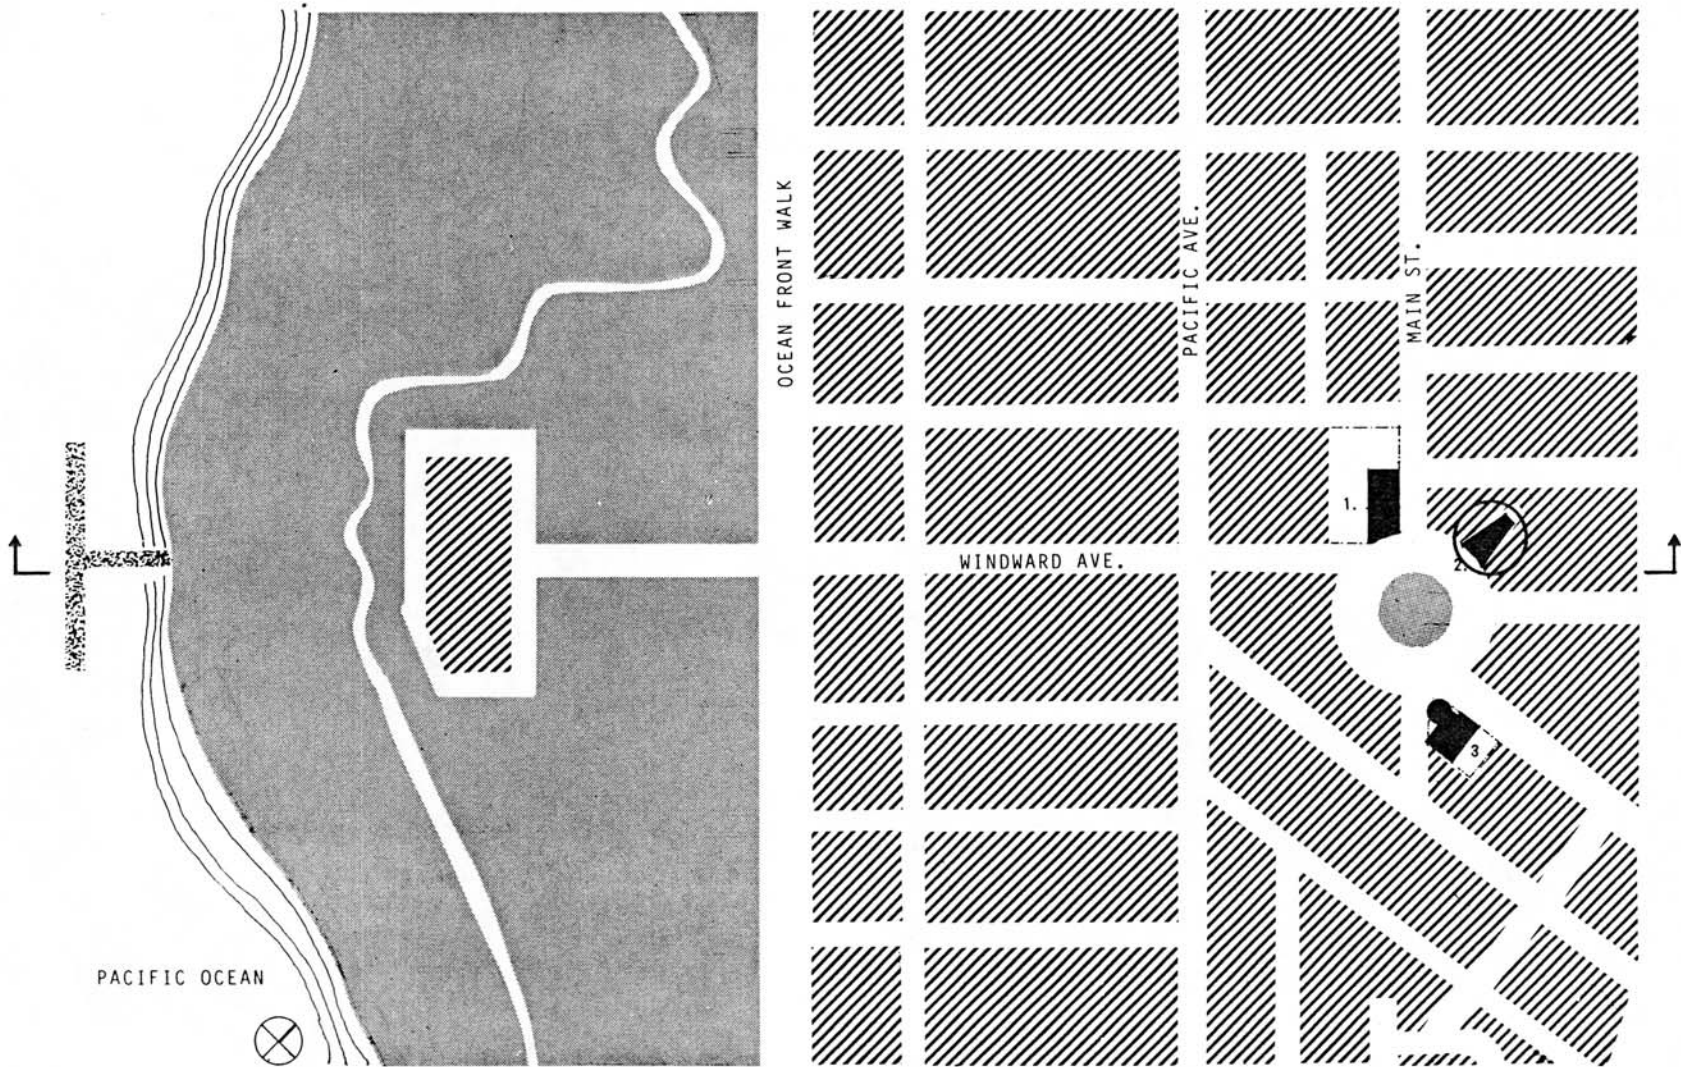 OCEAN FRONT WALK
PACIFIC AVE.
MAIN ST.
1.
WINDWARD AVE.
2.
3
PACIFIC OCEAN